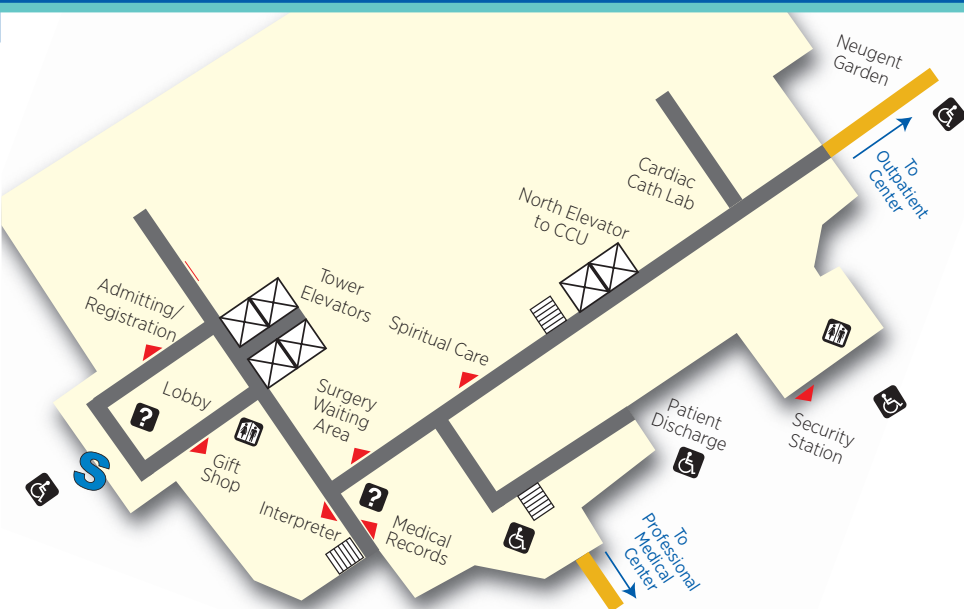 Neugent
Garden
To
Outpatient
Center
Cardiac
Cath Lab
North Elevator
to CCU
Tower
Elevators
Admitting/
Registration
Spiritual Care
Lobby
?
Surgery
Waiting
Area
Patient
Discharge
Security
Station
S
Gift
Shop
Interpreter
?
Medical
Records
To
Professional
Medical
Center